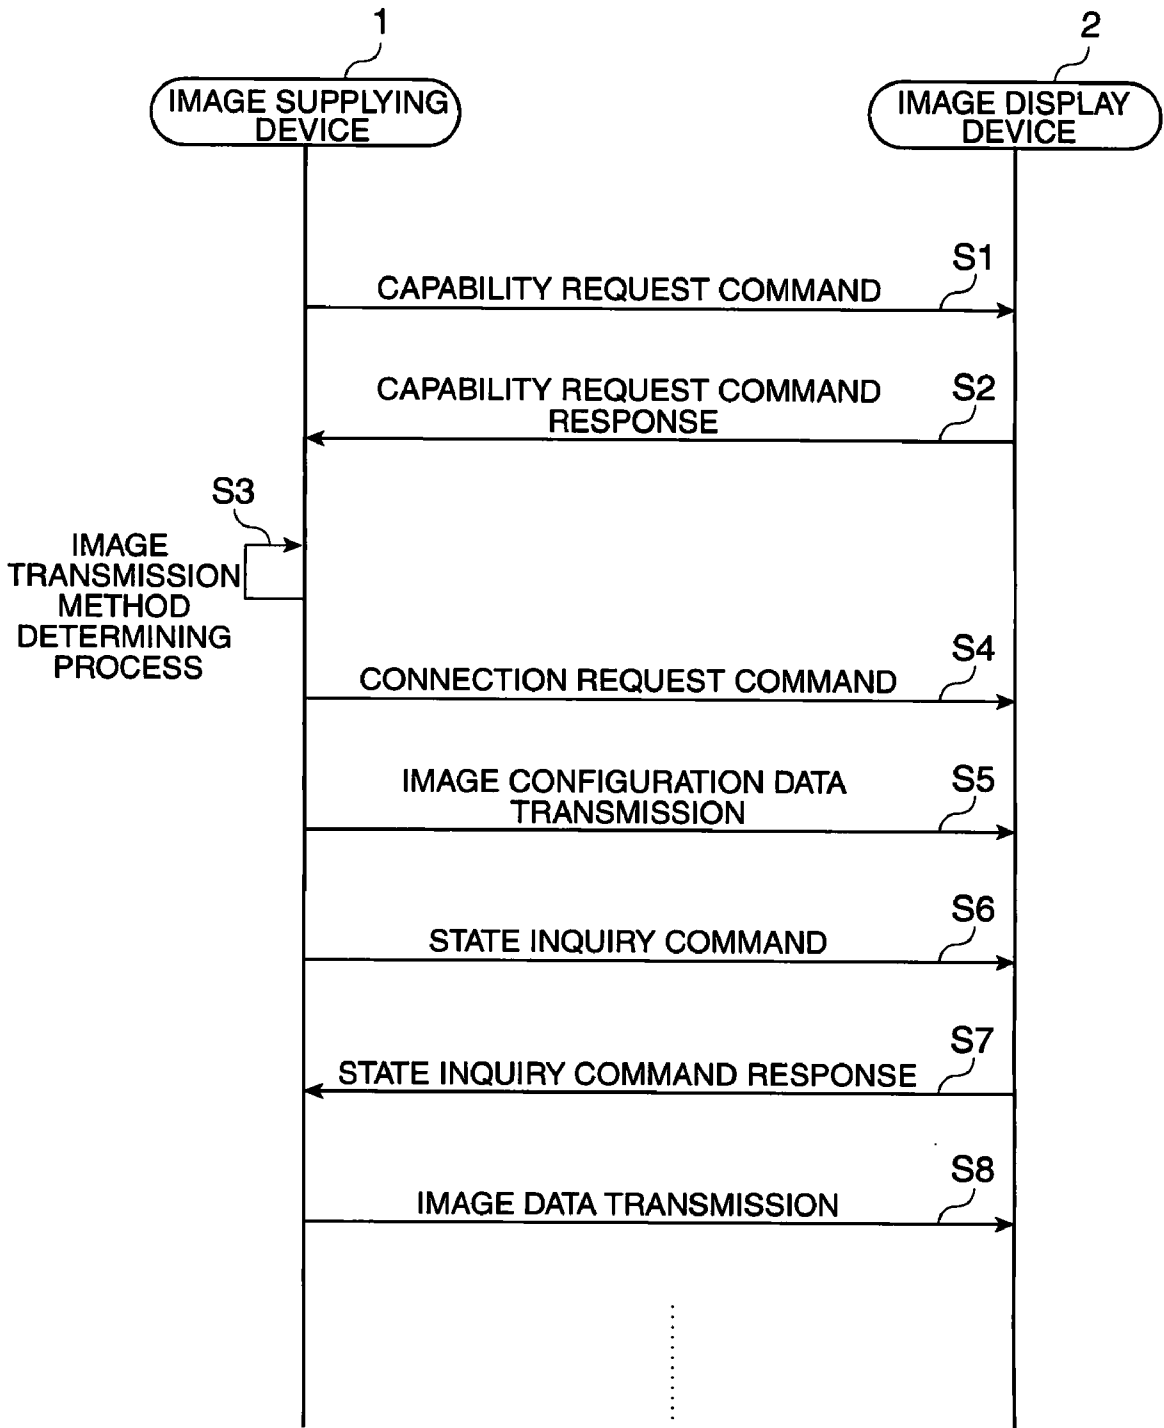 1
2
IMAGE SUPPLYING
DEVICE
IMAGE DISPLAY
DEVICE
S1
CAPABILITY REQUEST COMMAND
S2
CAPABILITY REQUEST COMMAND
RESPONSE
S3
IMAGE
TRANSMISSION
METHOD
DETERMINING
PROCESS
S4
CONNECTION REQUEST COMMAND
S5
IMAGE CONFIGURATION DATA
TRANSMISSION
S6
STATE INQUIRY COMMAND
S7
STATE INQUIRY COMMAND RESPONSE
S8
IMAGE DATA TRANSMISSION